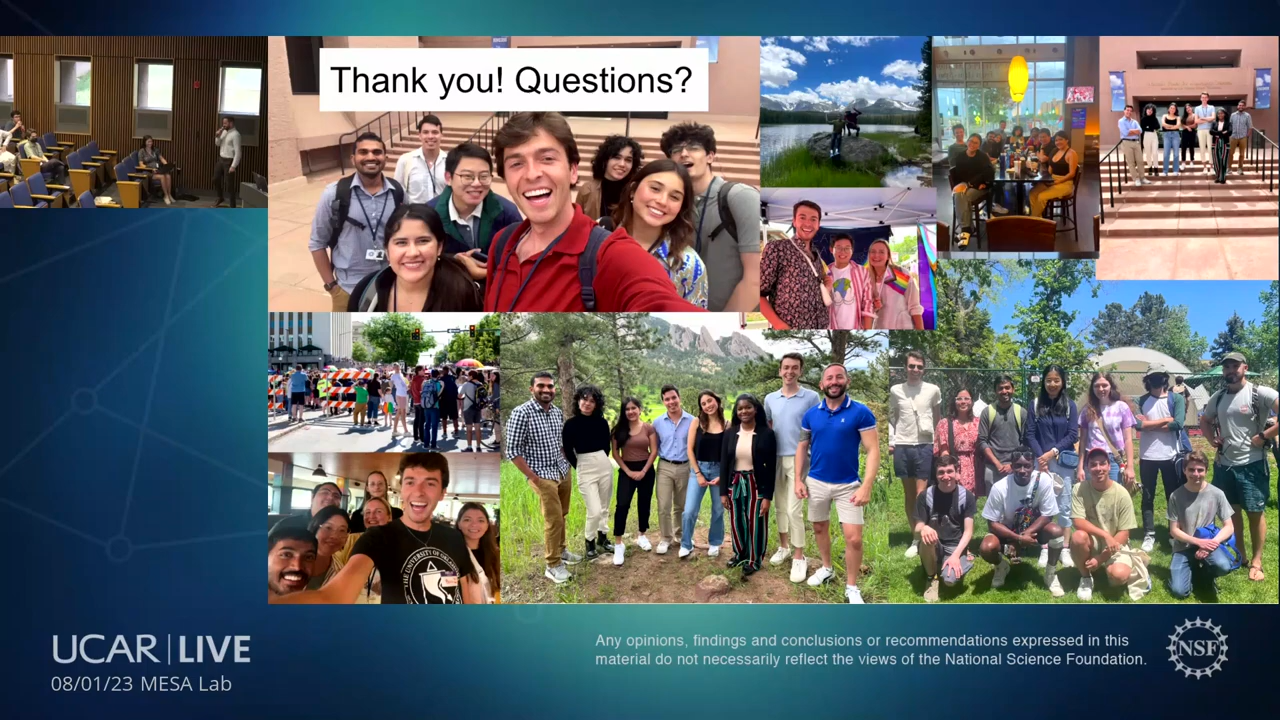 Thank you! Questions?
UCAR | LIVE
08/01/23 MESA Lab
Any opinions, findings and conclusions or recommendations expressed in this
material do not necessarily reflect the views of the National Science Foundation.
NSF